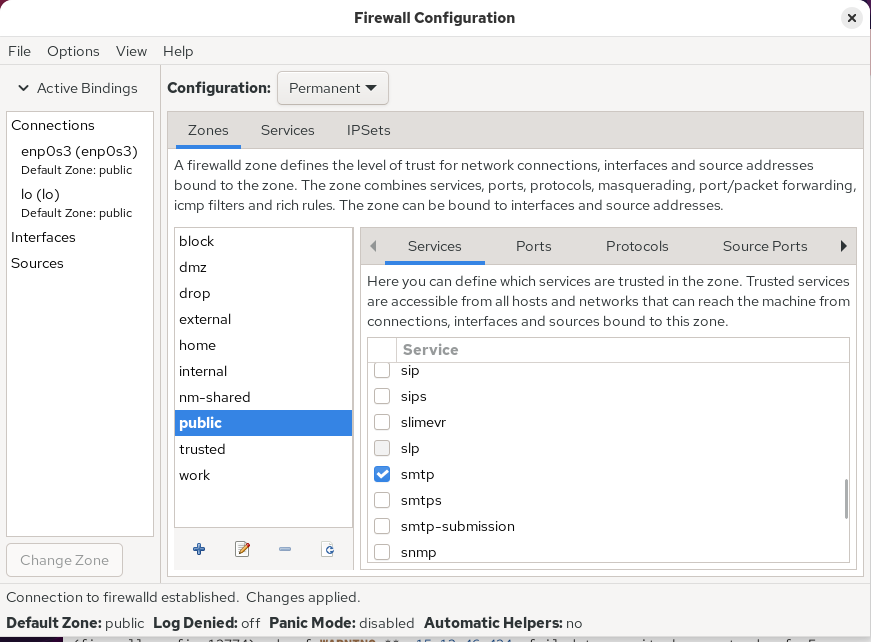 Firewall Configuration
File Options View Help
Active Bindings
Configuration: Permanent
Connections
enp0s3 (enp0s3)
Default Zone: public
lo (lo)
Default Zone: public
Interfaces
Sources
Change Zone
Zones Services IPSets
A firewalld zone defines the level of trust for network connections, interfaces and source addresses
bound to the zone. The zone combines services, ports, protocols, masquerading, port/packet forwarding,
icmp filters and rich rules. The zone can be bound to interfaces and source addresses.
block
dmz
drop
external
home
internal
nm-shared
public
trusted
work
Services Ports Protocols Source Ports
Here you can define which services are trusted in the zone. Trusted services
are accessible from all hosts and networks that can reach the machine from
connections, interfaces and sources bound to this zone.
Service
sip
sips
slimevr
slp
smtp
smtps
smtp-submission
snmp
Connection to firewalld established. Changes applied.
Default Zone: public Log Denied: off Panic Mode: disabled Automatic Helpers: no